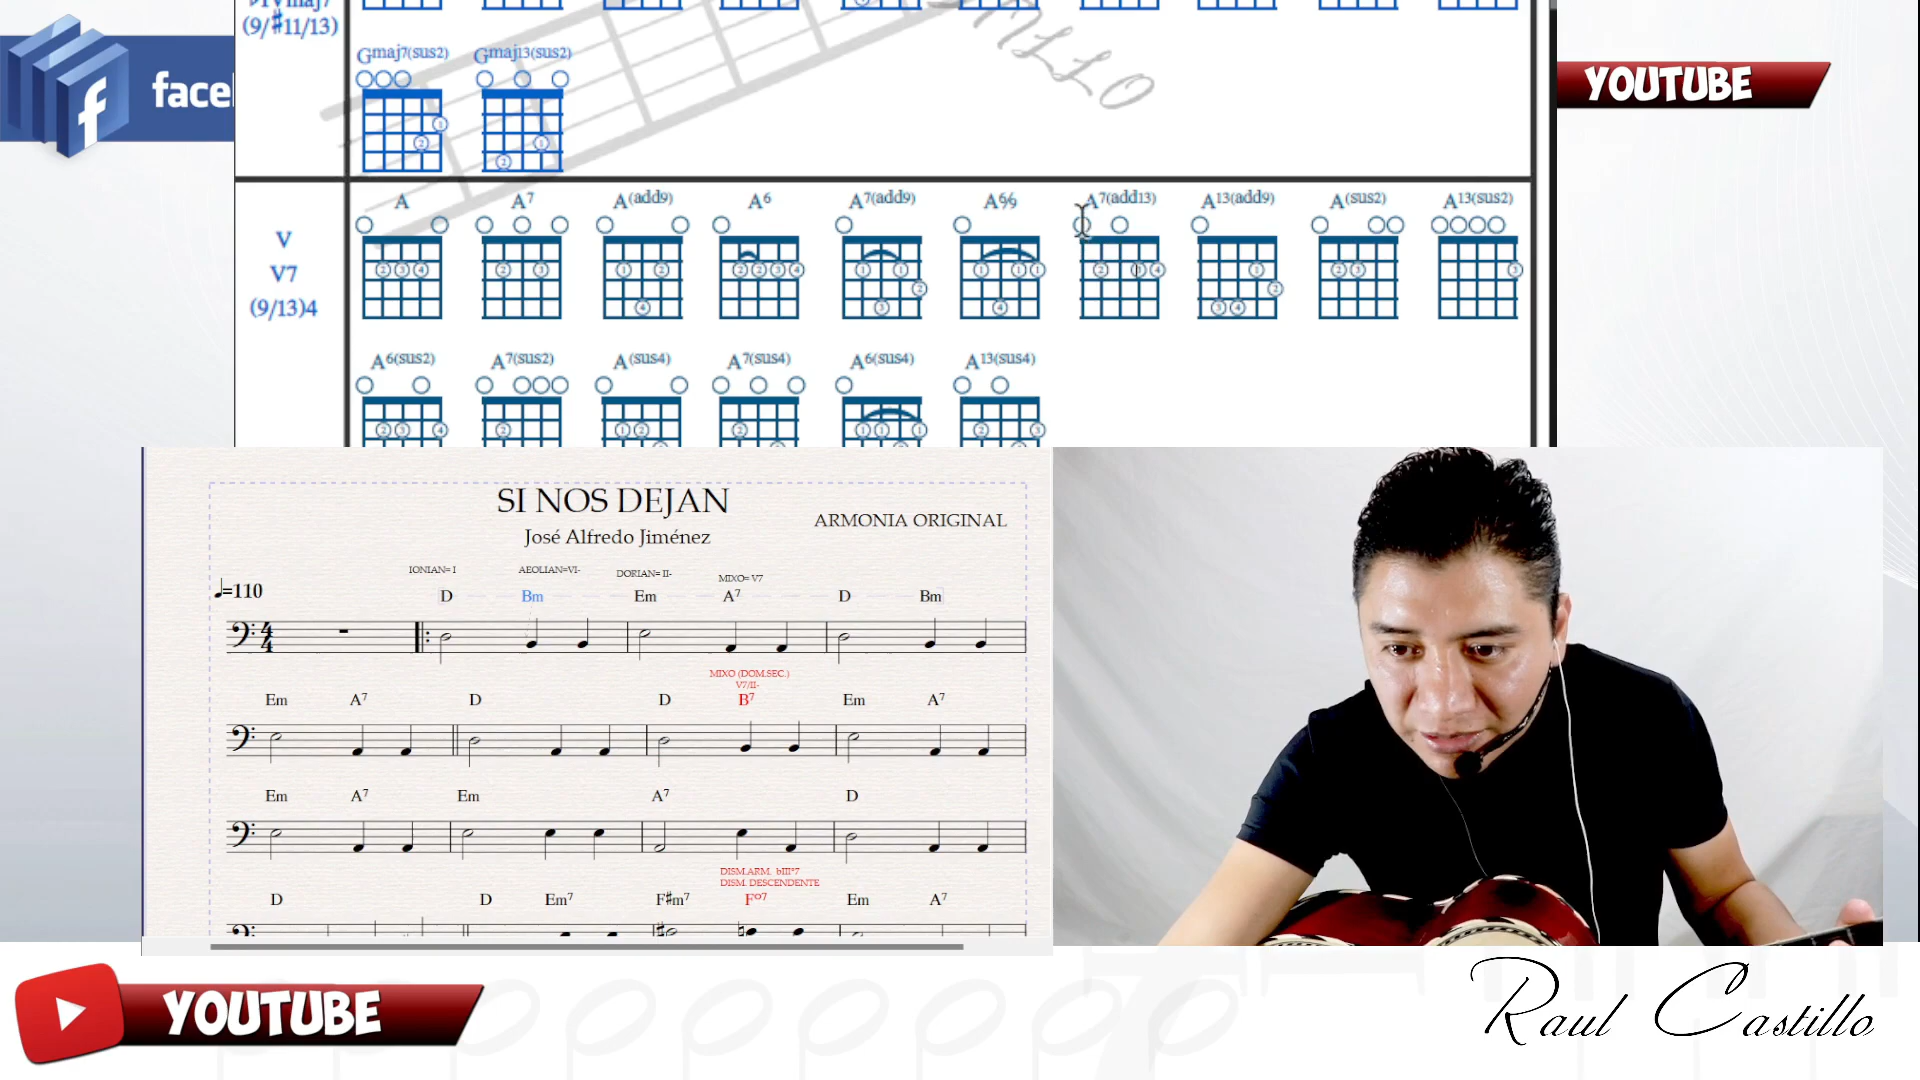 (9/#11/13)
Gmaj7(sus2) Gmaj13(sus2)
YOUTUBE
V
V7
(9/13)4
A A7 A(add9) A6 A7(add9) A6/9 A7(add13) A13(add9) A(sus2) A13(sus2)
A6(sus2) A7(sus2) A(sus4) A7(sus4) A6(sus4) A13(sus4)
SI NOS DEJAN
José Alfredo Jiménez
ARMONIA ORIGINAL
IONIAN= I AEOLIAN=VI- DORIAN= II- MIXO= V7
♩=110
D Bm Em A7 D Bm
MIXO (DOM.SEC.)
V7/II-
Em A7 D D B7 Em A7
Em A7 Em A7 D
DISM.ARM. bIII°7
DISM. DESCENDENTE
D D Em7 F#m7 Fº7 Em A7
YOUTUBE
Raul Castillo